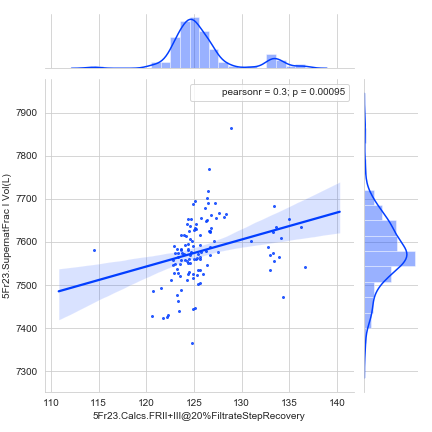 pearsonr = 0.3; p = 0.00095
7900
7800
7700
7600
7500
7400
7300
5Fr23.SupernatFrac I Vol(L)
110 115 120 125 130 135 140
5Fr23.Calcs.FRII+III@20%FiltrateStepRecovery